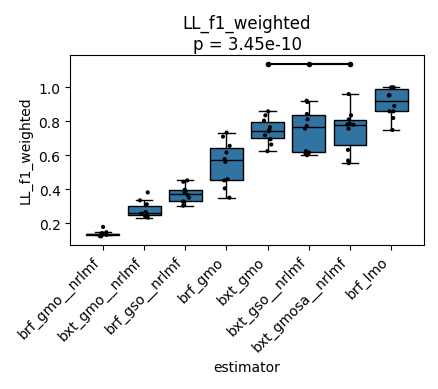 LL_f1_weighted
p = 3.45e-10
LL_f1_weighted
1.0
0.8
0.6
0.4
0.2
brf_gmo__nrlmf
bxt_gmo__nrlmf
brf_gso__nrlmf
brf_gmo
bxt_gmo
bxt_gso__nrlmf
bxt_gmosa__nrlmf
brf_lmo
estimator